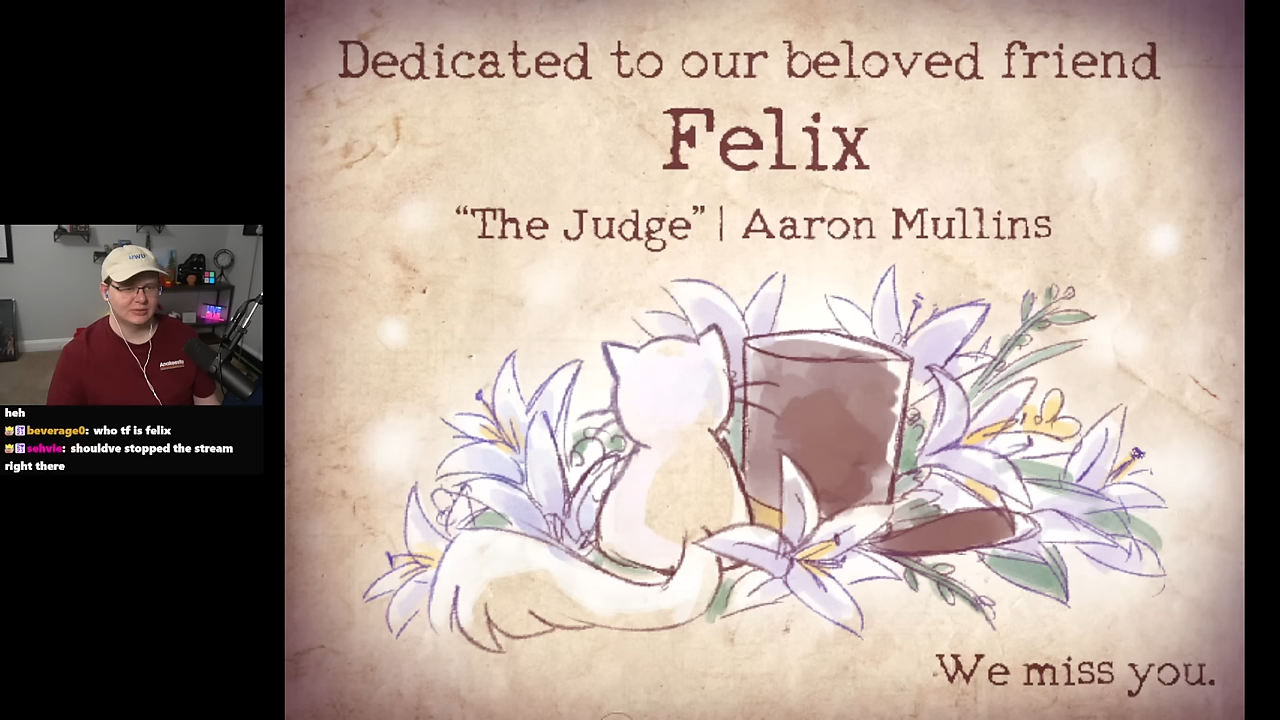 Dedicated to our beloved friend
Felix
“The Judge” | Aaron Mullins
We miss you.
heh
beverage0: who tf is felix
sehvie: shouldve stopped the stream
right there